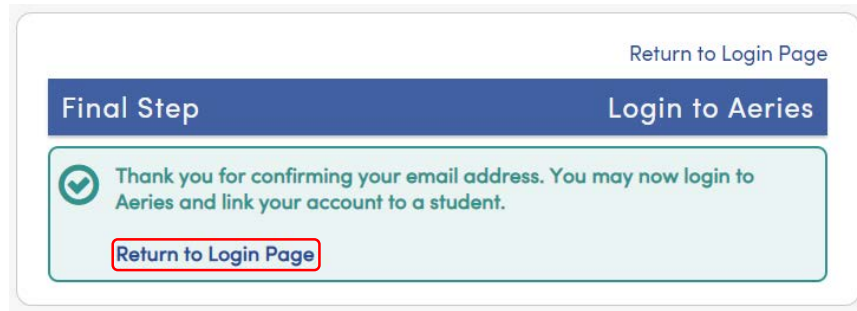 Return to Login Page
Final Step Login to Aeries
Thank you for confirming your email address. You may now login to
Aeries and link your account to a student.
Return to Login Page